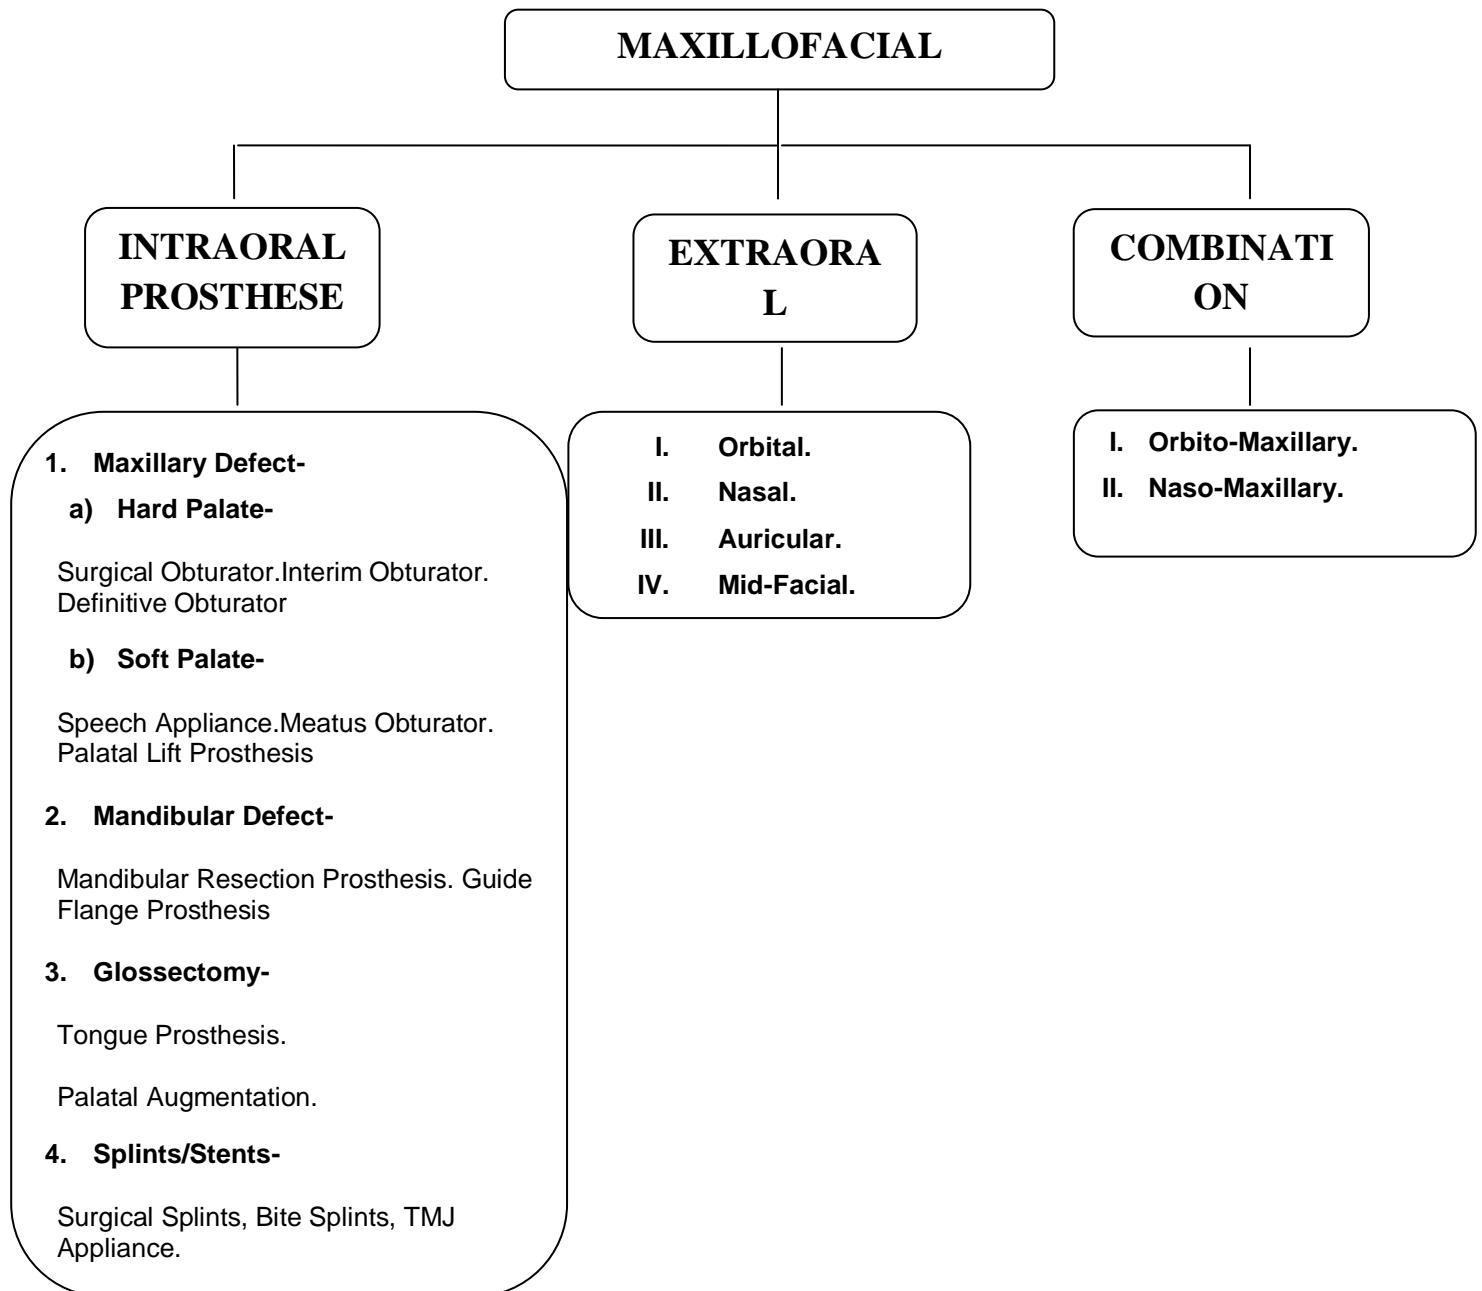 MAXILLOFACIAL
INTRAORAL
PROSTHESE
EXTRAORA
L
COMBINATI
ON
1. Maxillary Defect-
a) Hard Palate-
Surgical Obturator.Interim Obturator.
Definitive Obturator
b) Soft Palate-
Speech Appliance.Meatus Obturator.
Palatal Lift Prosthesis
2. Mandibular Defect-
Mandibular Resection Prosthesis. Guide
Flange Prosthesis
3. Glossectomy-
Tongue Prosthesis.
Palatal Augmentation.
4. Splints/Stents-
Surgical Splints, Bite Splints, TMJ
Appliance.
I. Orbital.
II. Nasal.
III. Auricular.
IV. Mid-Facial.
I. Orbito-Maxillary.
II. Naso-Maxillary.